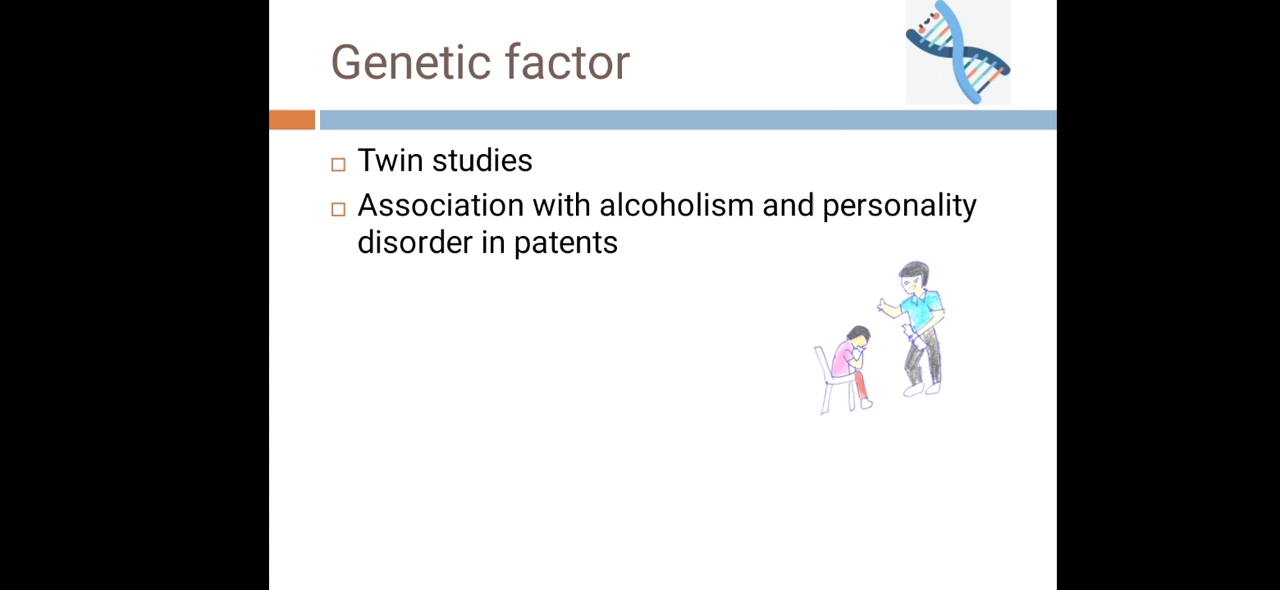 Genetic factor
Twin studies
Association with alcoholism and personality
disorder in patents